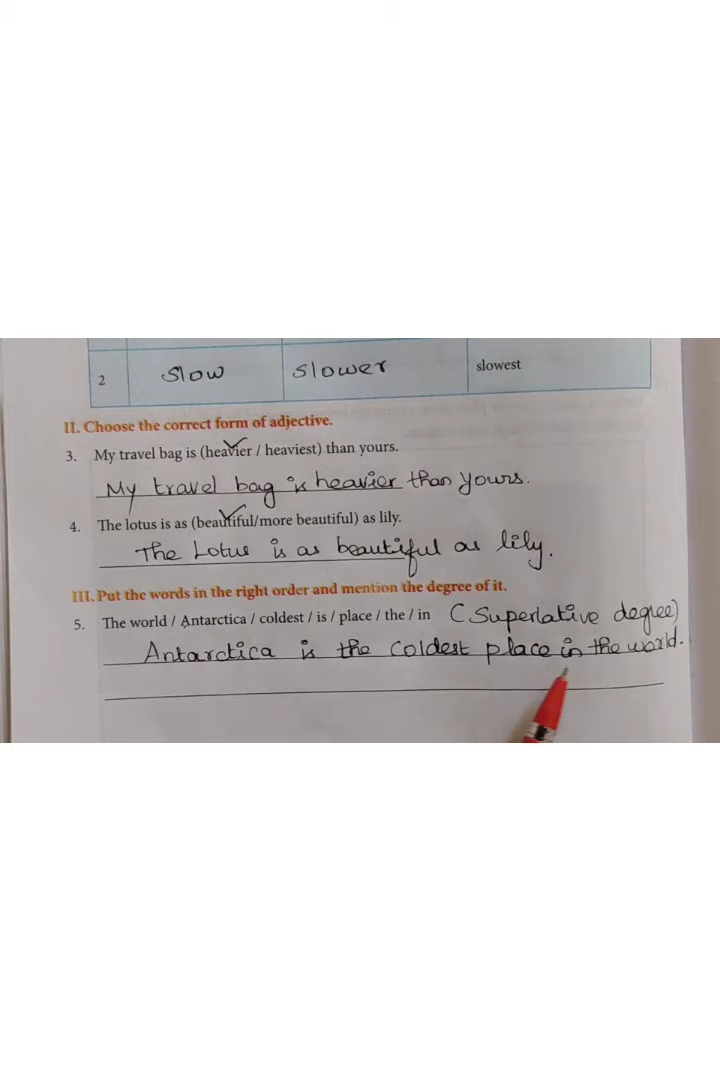 2 slow slower slowest
II. Choose the correct form of adjective.
3. My travel bag is (heavier / heaviest) than yours.
My travel bag is heavier than yours.
4. The lotus is as (beautiful/more beautiful) as lily.
The Lotus is as beautiful as lily.
III. Put the words in the right order and mention the degree of it.
5. The world / Antarctica / coldest / is / place / the / in (Superlative degree)
Antarctica is the coldest place in the world.